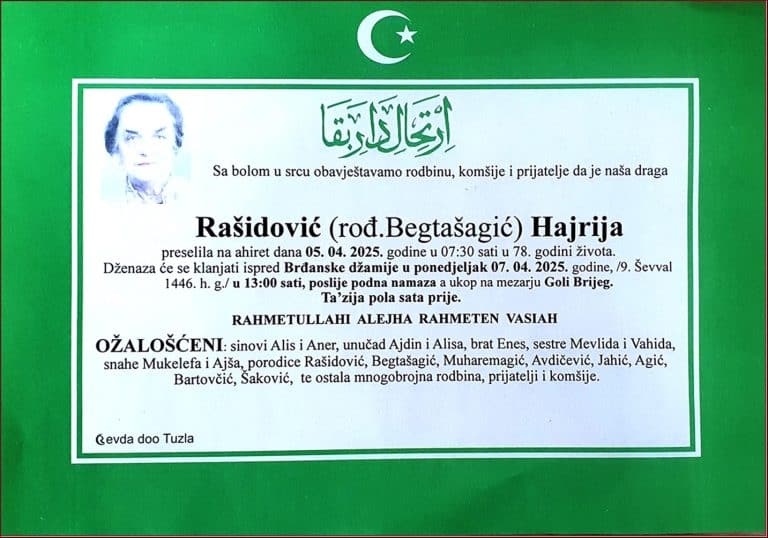 اِرْتِحَالِ دَارِ بَقَا
Sa bolom u srcu obavještavamo rodbinu, komšije i prijatelje da je naša draga
Rašidović (rođ.Begtašagić) Hajrija
preselila na ahiret dana 05. 04. 2025. godine u 07:30 sati u 78. godini života.
Dženaza će se klanjati ispred Brđanske džamije u ponedjeljak 07. 04. 2025. godine, /9. Ševval
1446. h. g./ u 13:00 sati, poslije podna namaza a ukop na mezarju Goli Brijeg.
Ta'zija pola sata prije.
RAHMETULLAHI ALEJHA RAHMETEN VASIAH
OŽALOŠĆENI: sinovi Alis i Aner, unučad Ajdin i Alisa, brat Enes, sestre Mevlida i Vahida,
snahe Mukelefa i Ajša, porodice Rašidović, Begtašagić, Muharemagić, Avdičević, Jahić, Agić,
Bartovčić, Šaković, te ostala mnogobrojna rodbina, prijatelji i komšije.
Ževda doo Tuzla